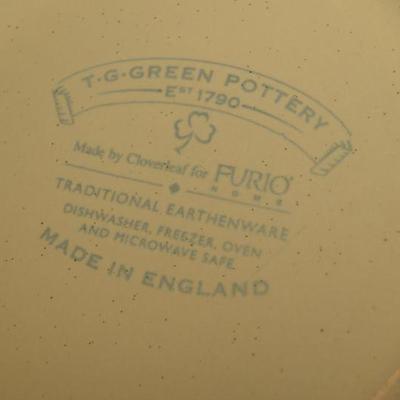 T·G·GREEN POTTERY
EST 1790
Made by Cloverleaf for FURIO
HOME
TRADITIONAL EARTHENWARE
DISHWASHER, FREEZER, OVEN
AND MICROWAVE SAFE.
MADE IN ENGLAND